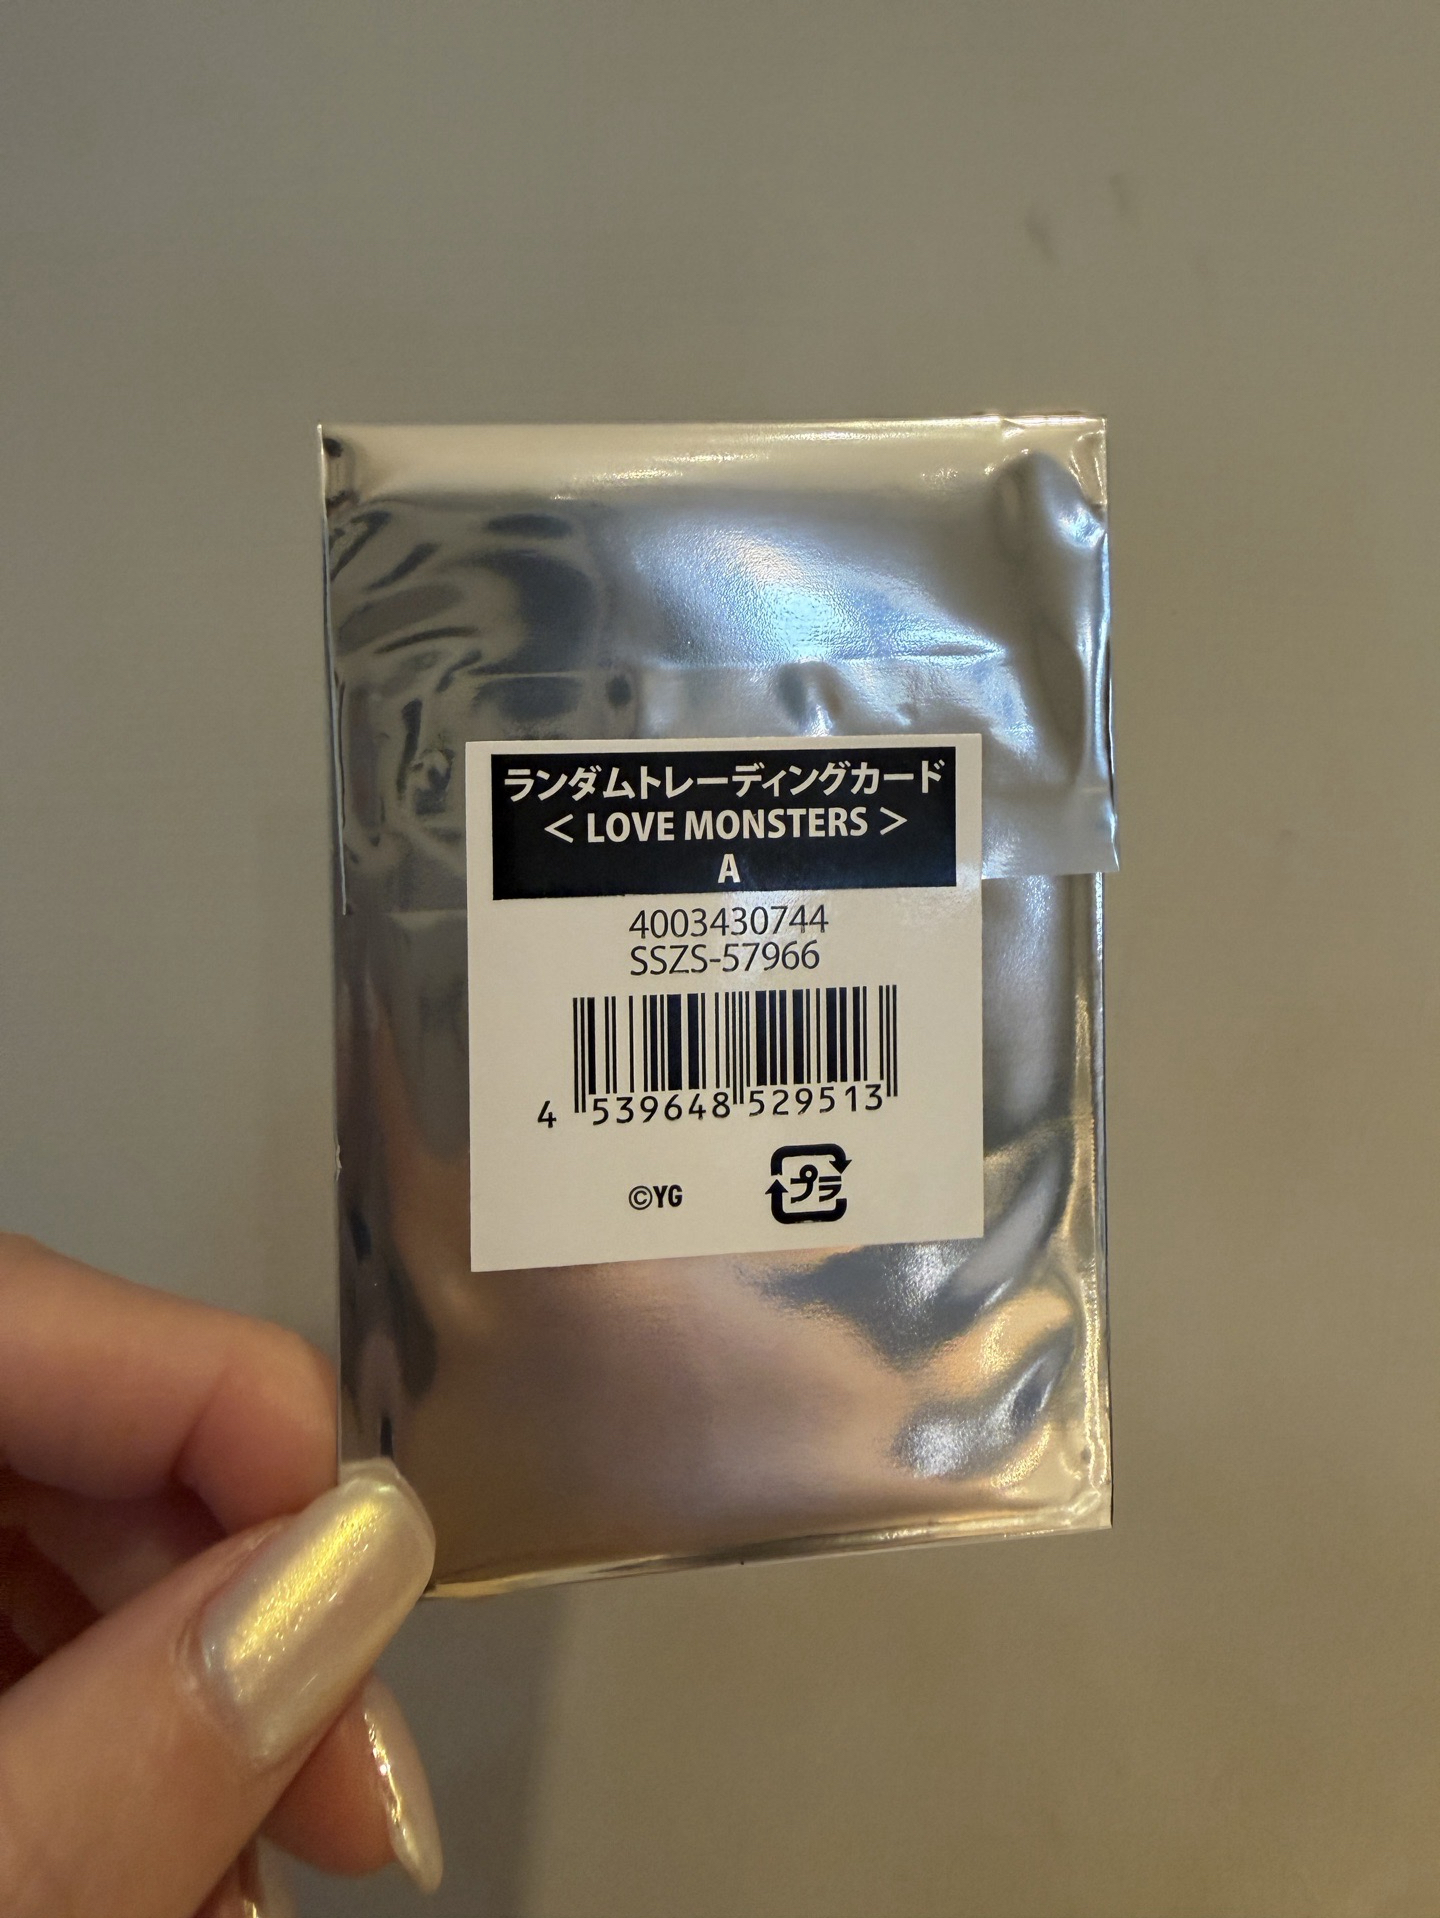 ランダムトレーディングカード
＜ LOVE MONSTERS ＞
A
4003430744
SSZS-57966
4 539648 529513
©YG
プラ